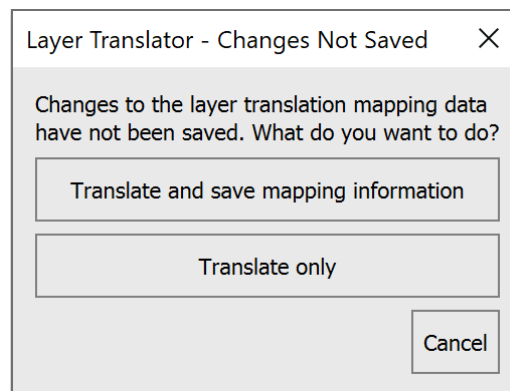 Layer Translator - Changes Not Saved
Changes to the layer translation mapping data
have not been saved. What do you want to do?
Translate and save mapping information
Translate only
Cancel